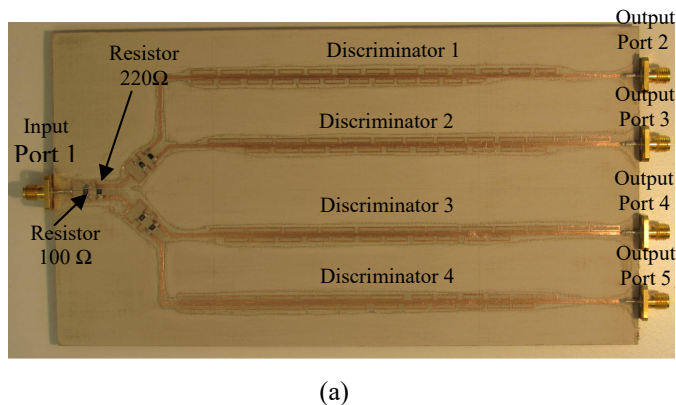 Output
Port 2
Resistor
220Ω
Discriminator 1
Output
Port 3
Input
Port 1
Discriminator 2
Output
Port 4
Resistor
100 Ω
Discriminator 3
Output
Port 5
Discriminator 4
(a)